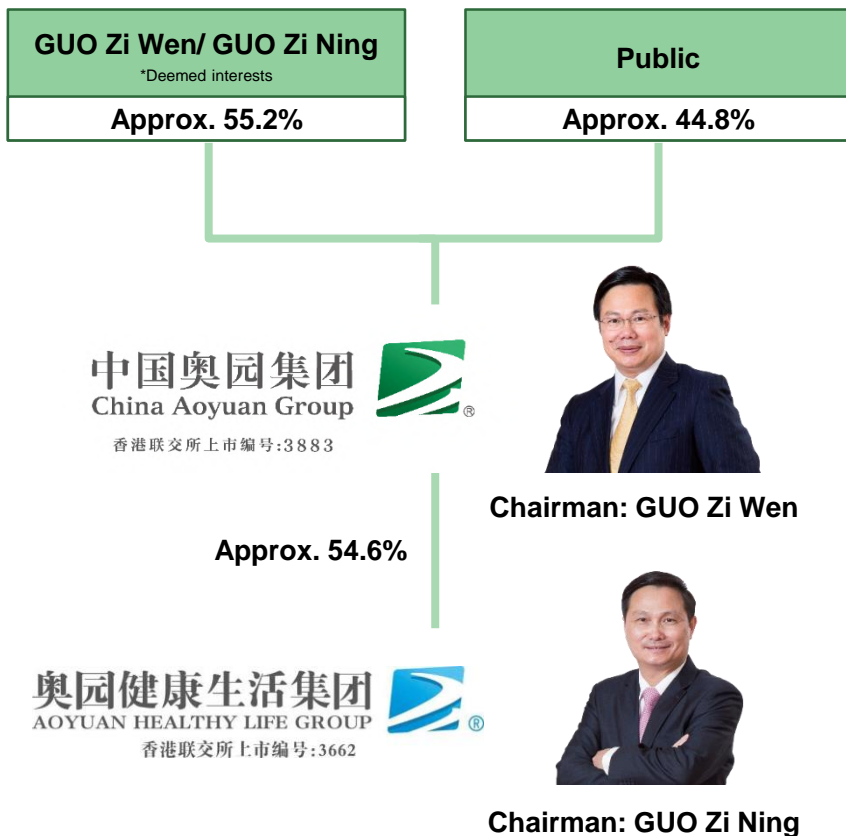 GUO Zi Wen/ GUO Zi Ning
*Deemed interests
Approx. 55.2%
Public
Approx. 44.8%
中国奥园集团
China Aoyuan Group
®
香港联交所上市编号:3883
Chairman: GUO Zi Wen
Approx. 54.6%
奥园健康生活集团
AOYUAN HEALTHY LIFE GROUP
®
香港联交所上市编号:3662
Chairman: GUO Zi Ning